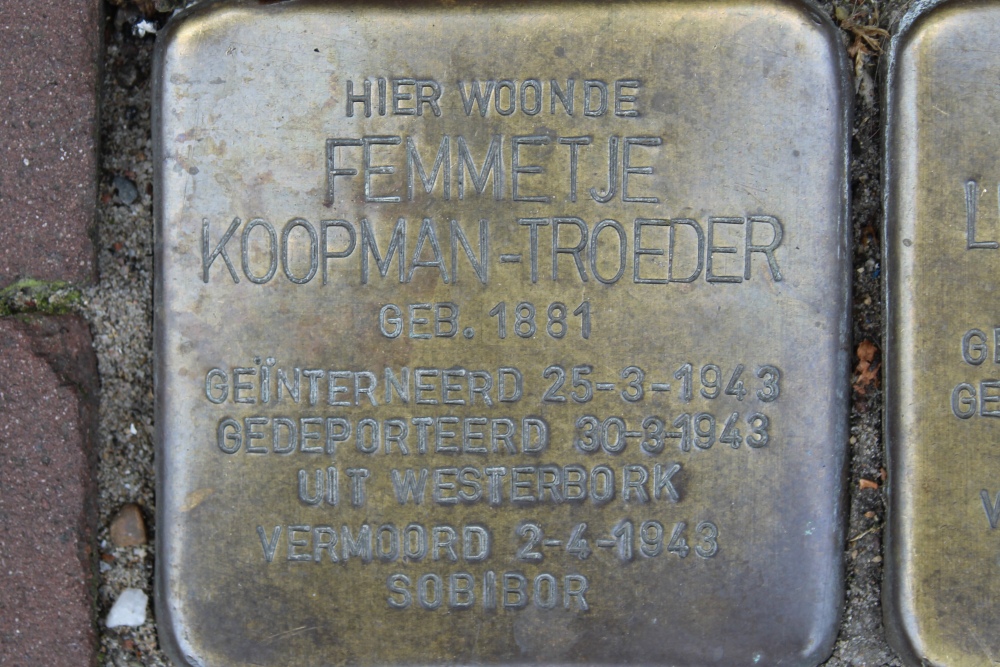 HIER WOONDE
FEMMETJE
KOOPMAN-TROEDER
GEB. 1881
GEÏNTERNEERD 25-3-1943
GEDEPORTEERD 30-3-1943
UIT WESTERBORK
VERMOORD 2-4-1943
SOBIBOR